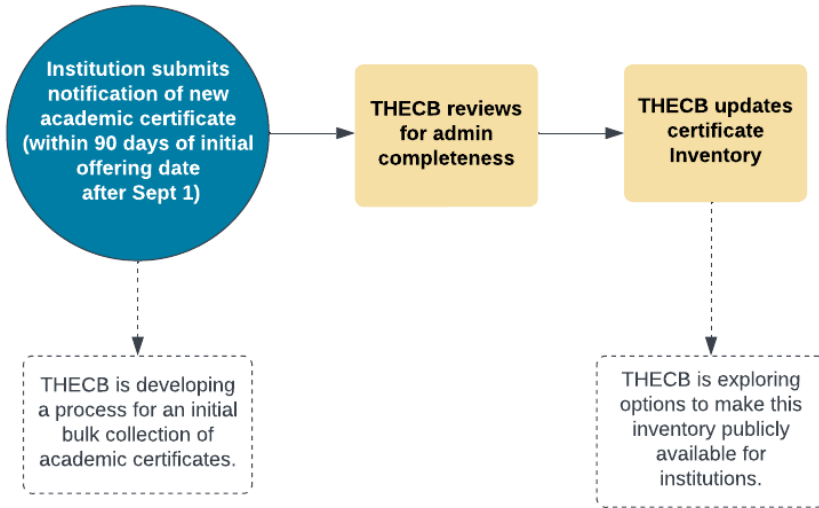 Institution submits
notification of new
academic certificate
(within 90 days of initial
offering date
after Sept 1)
THECB reviews
for admin
completeness
THECB updates
certificate
Inventory
THECB is developing
a process for an initial
bulk collection of
academic certificates.
THECB is exploring
options to make this
inventory publicly
available for
institutions.